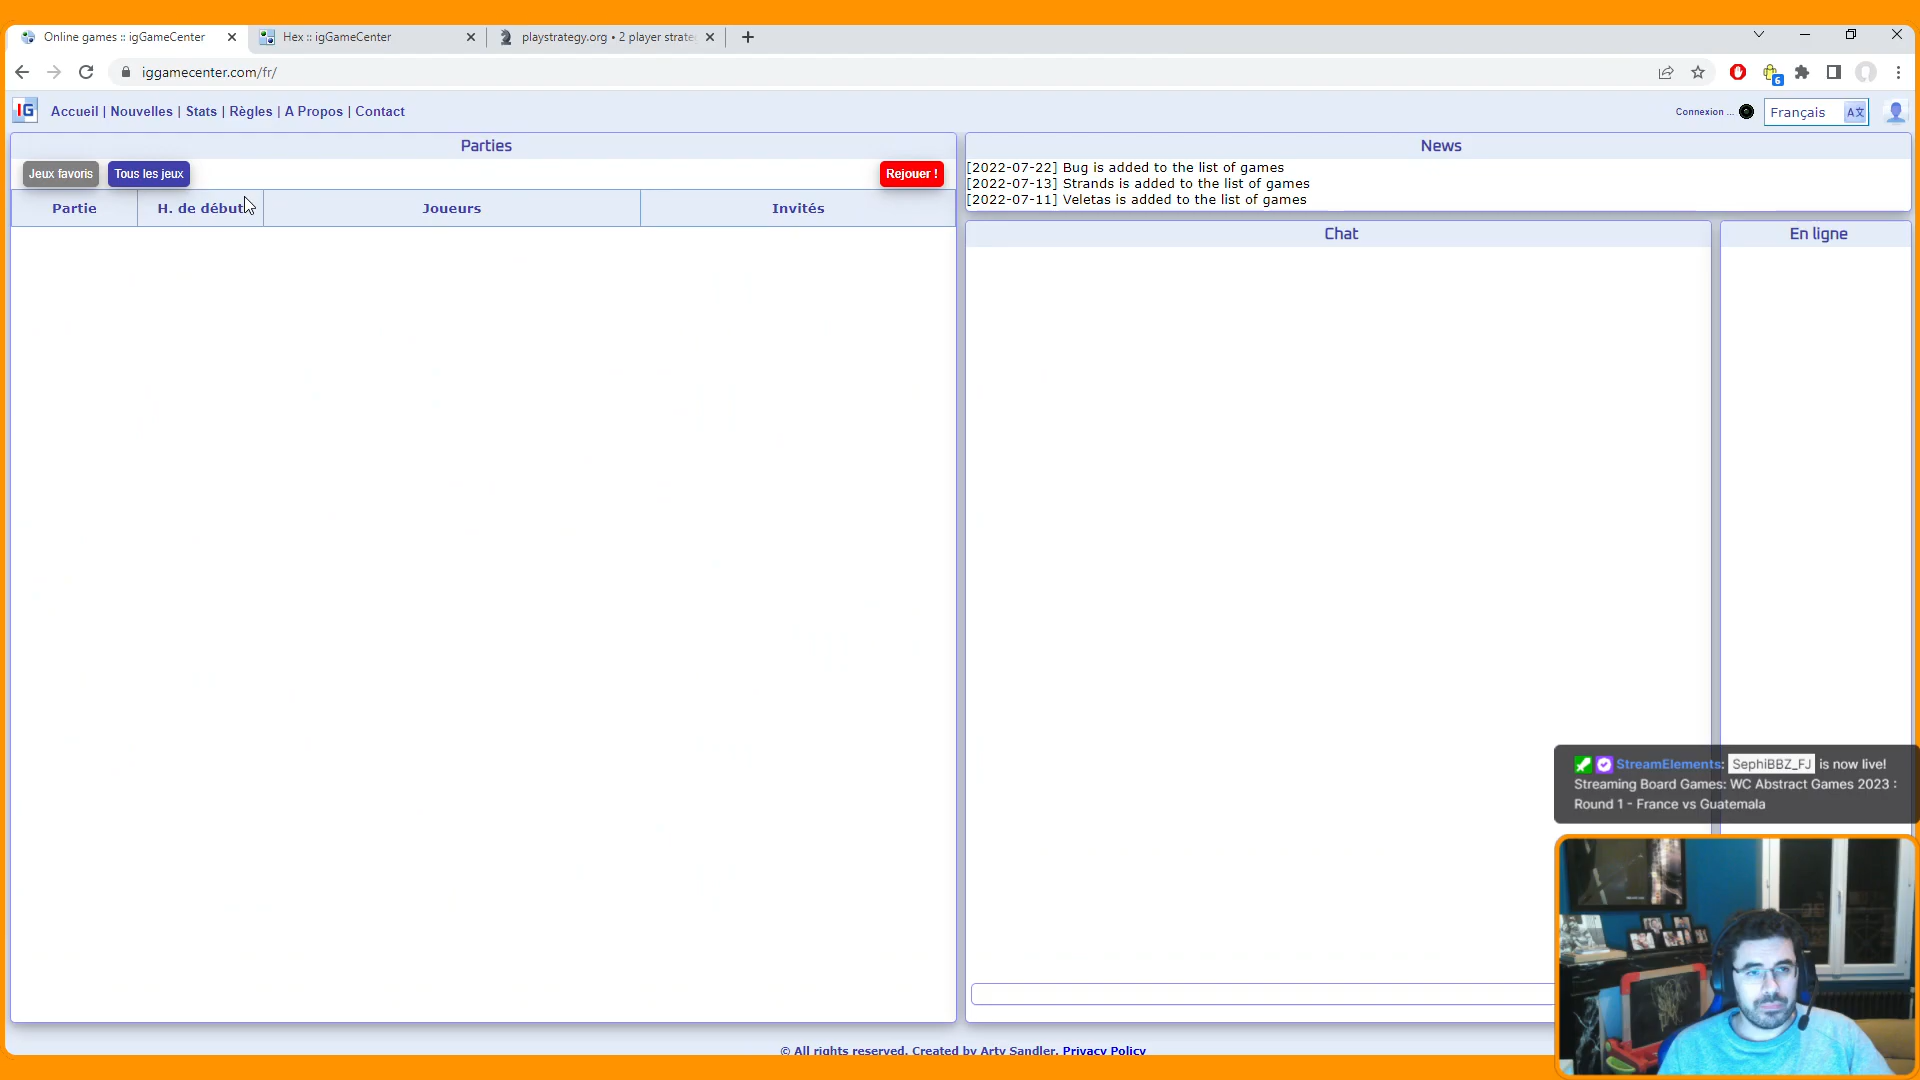 Online games :: igGameCenter
Hex :: igGameCenter
playstrategy.org • 2 player strate
iggamecenter.com/fr/
6
IG
Accueil | Nouvelles | Stats | Règles | A Propos | Contact
Connexion ...
Français
Parties
Jeux favoris
Tous les jeux
Rejouer !
Partie
H. de début
Joueurs
Invités
News
[2022-07-22] Bug is added to the list of games
[2022-07-13] Strands is added to the list of games
[2022-07-11] Veletas is added to the list of games
Chat
En ligne
StreamElements: SephiBBZ_FJ is now live!
Streaming Board Games: WC Abstract Games 2023 :
Round 1 - France vs Guatemala
© All rights reserved. Created by Arty Sandler. Privacy Policy